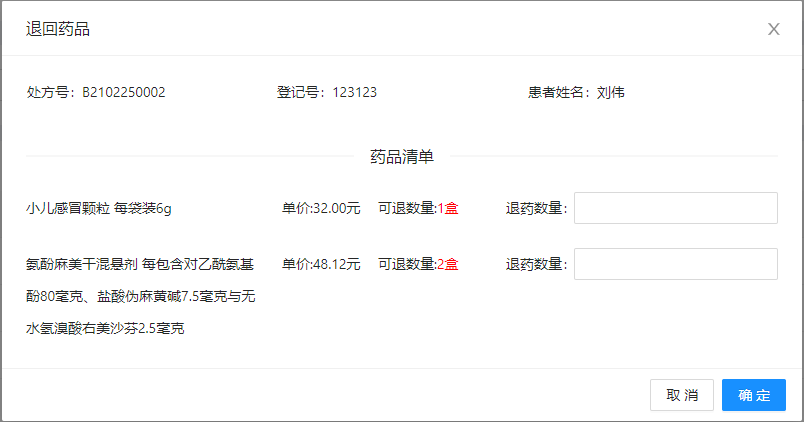 退回药品
处方号：B2102250002 登记号：123123 患者姓名：刘伟
药品清单
小儿感冒颗粒 每袋装6g 单价:32.00元 可退数量:1盒 退药数量：
氨酚麻美干混悬剂 每包含对乙酰氨基 单价:48.12元 可退数量:2盒 退药数量：
酚80毫克、盐酸伪麻黄碱7.5毫克与无
水氢溴酸右美沙芬2.5毫克
取 消 确 定